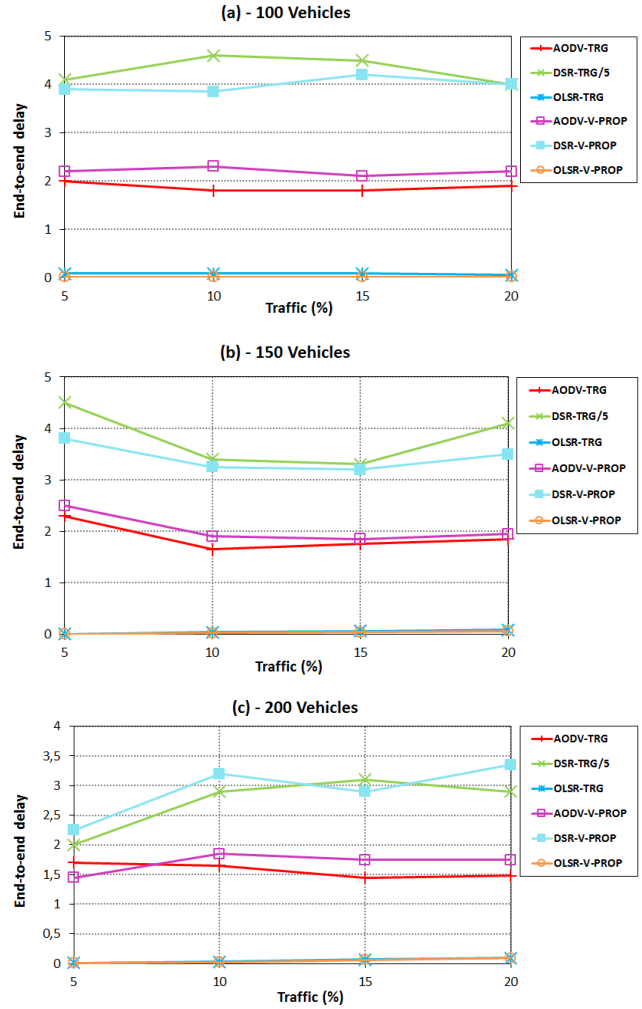 (a) - 100 Vehicles
End-to-end delay
5
4
3
2
1
0
5
10
15
20
Traffic (%)
AODV-TRG
DSR-TRG/5
OLSR-TRG
AODV-V-PROP
DSR-V-PROP
OLSR-V-PROP
(b) - 150 Vehicles
End-to-end delay
5
4
3
2
1
0
5
10
15
20
Traffic (%)
AODV-TRG
DSR-TRG/5
OLSR-TRG
AODV-V-PROP
DSR-V-PROP
OLSR-V-PROP
(c) - 200 Vehicles
End-to-end delay
4
3,5
3
2,5
2
1,5
1
0,5
0
5
10
15
20
Traffic (%)
AODV-TRG
DSR-TRG/5
OLSR-TRG
AODV-V-PROP
DSR-V-PROP
OLSR-V-PROP